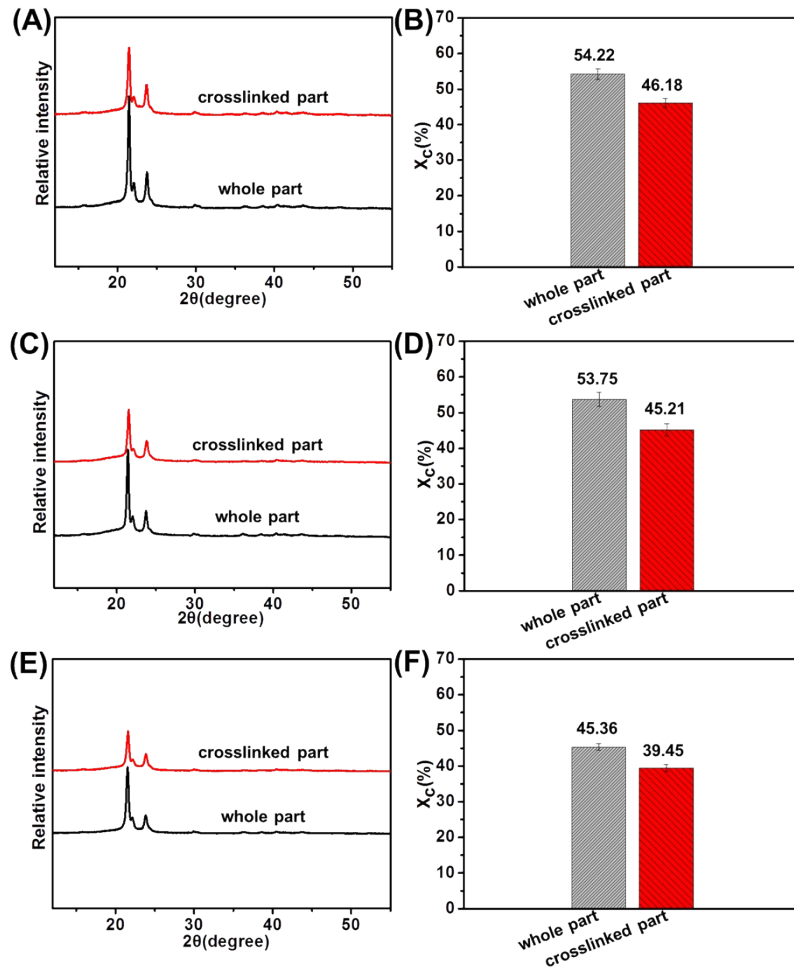 (A)
Relative intensity
crosslinked part
whole part
20
30
40
50
2θ(degree)
(B)
X_C(%)
70
60
50
40
30
20
10
0
54.22
46.18
whole part
crosslinked part
(C)
Relative intensity
crosslinked part
whole part
20
30
40
50
2θ(degree)
(D)
X_C(%)
70
60
50
40
30
20
10
0
53.75
45.21
whole part
crosslinked part
(E)
Relative intensity
crosslinked part
whole part
20
30
40
50
2θ(degree)
(F)
X_C(%)
70
60
50
40
30
20
10
0
45.36
39.45
whole part
crosslinked part